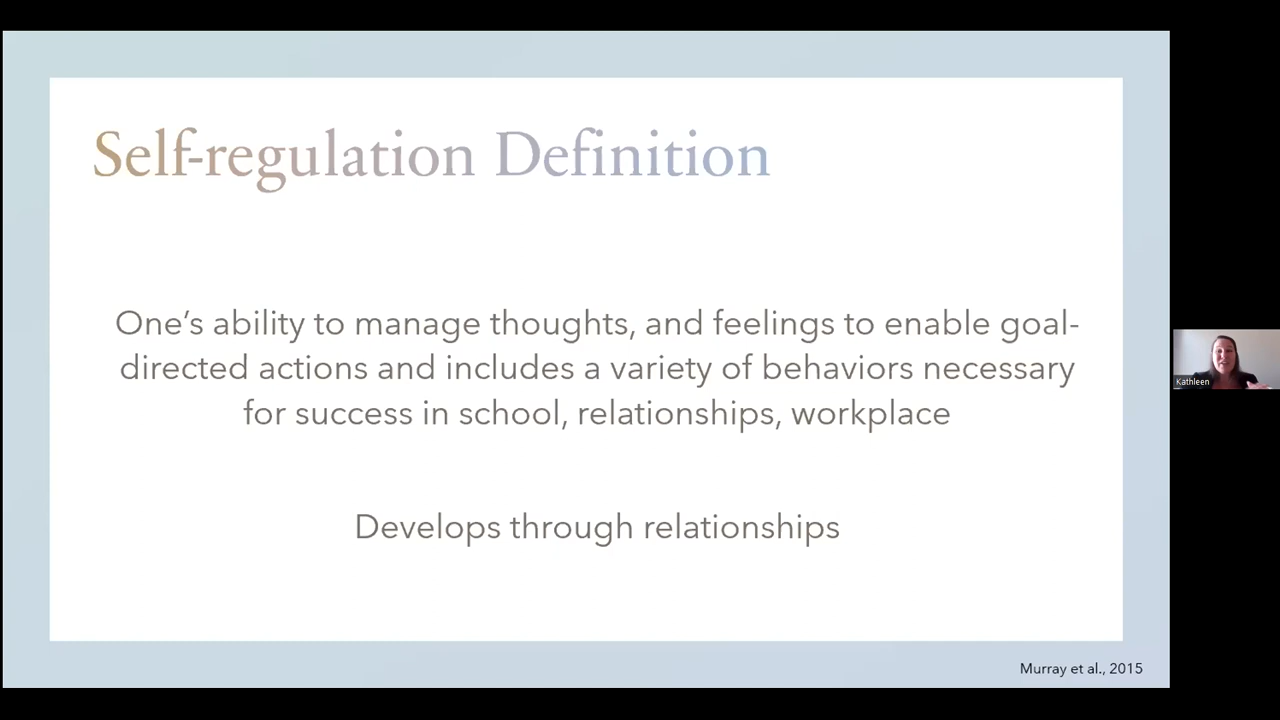 Self-regulation Definition
One’s ability to manage thoughts, and feelings to enable goal-
directed actions and includes a variety of behaviors necessary
for success in school, relationships, workplace
Develops through relationships
Murray et al., 2015
Kathleen